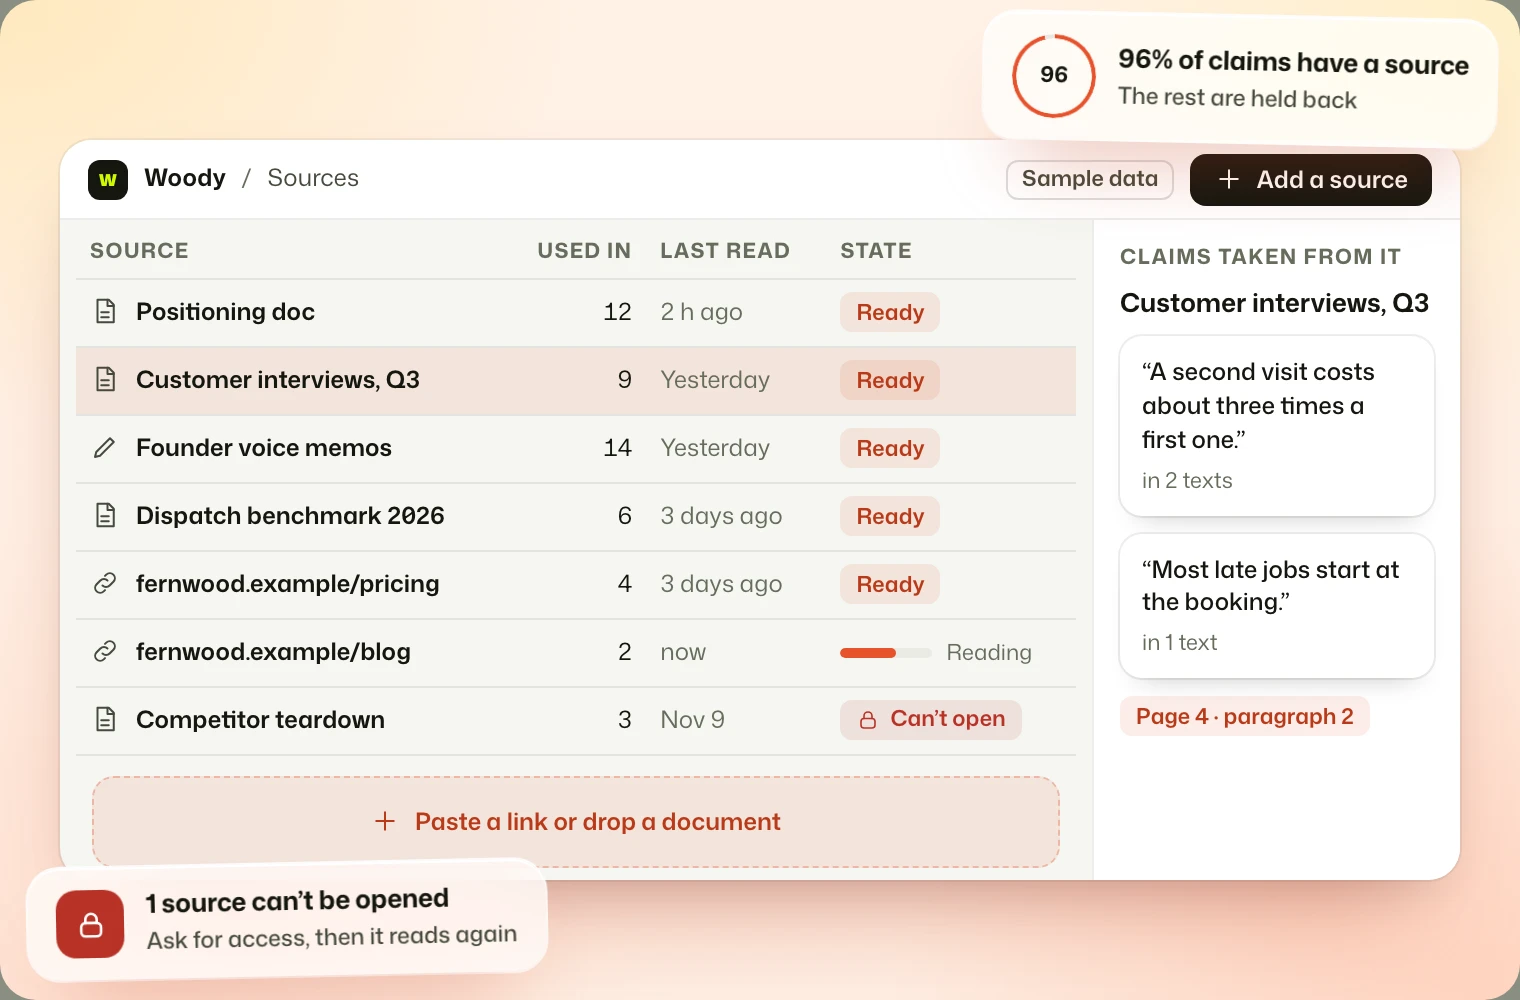 96
96% of claims have a source
The rest are held back
w
Woody / Sources
Sample data
+ Add a source
SOURCE USED IN LAST READ STATE
Positioning doc 12 2 h ago Ready
Customer interviews, Q3 9 Yesterday Ready
Founder voice memos 14 Yesterday Ready
Dispatch benchmark 2026 6 3 days ago Ready
fernwood.example/pricing 4 3 days ago Ready
fernwood.example/blog 2 now Reading
Competitor teardown 3 Nov 9 Can’t open
+ Paste a link or drop a document
CLAIMS TAKEN FROM IT
Customer interviews, Q3
“A second visit costs
about three times a
first one.”
in 2 texts
“Most late jobs start at
the booking.”
in 1 text
Page 4 · paragraph 2
1 source can’t be opened
Ask for access, then it reads again